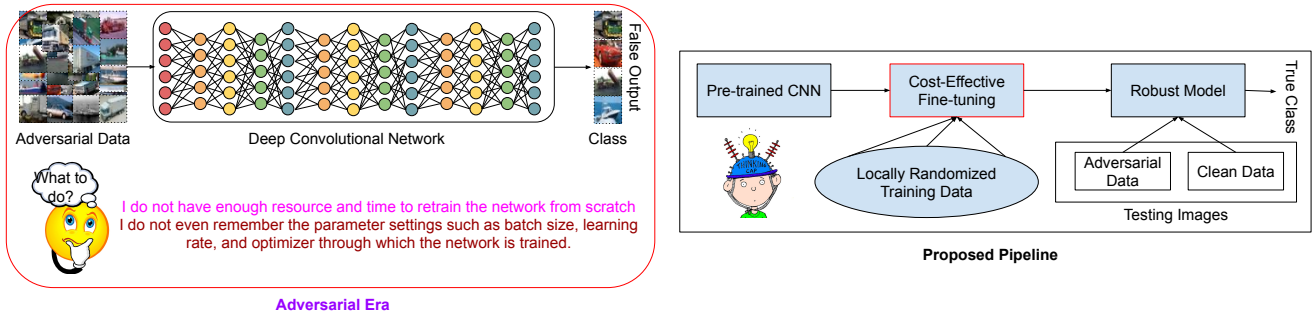 False Output
Adversarial Data
Deep Convolutional Network
Class
What to
do?
I do not have enough resource and time to retrain the network from scratch
I do not even remember the parameter settings such as batch size, learning
rate, and optimizer through which the network is trained.
Adversarial Era
Pre-trained CNN
Cost-Effective
Fine-tuning
Robust Model
True Class
THINKING
CAP
Locally Randomized
Training Data
Adversarial
Data
Clean Data
Testing Images
Proposed Pipeline